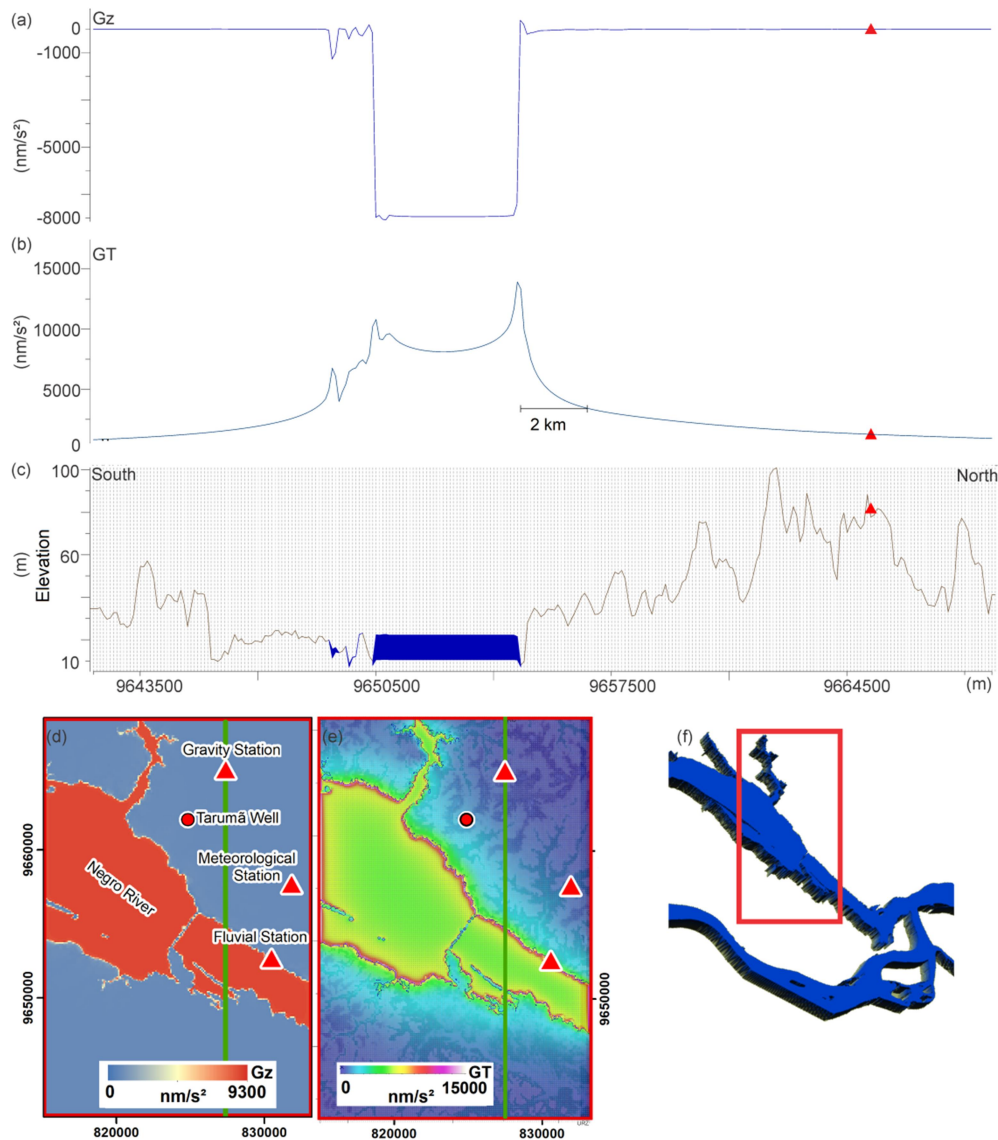 (a)
Gz
0
-1000
-5000
-8000
(nm/s²)
(b)
GT
15000
10000
5000
0
(nm/s²)
2 km
(c)
South
North
100
60
10
(m)
Elevation
9643500
9650500
9657500
9664500
(m)
(d)
Gravity Station
Tarumã Well
Meteorological
Station
Negro River
Fluvial Station
9660000
9650000
Gz
0
9300
nm/s²
820000
830000
(e)
GT
0
15000
nm/s²
9650000
820000
830000
(f)